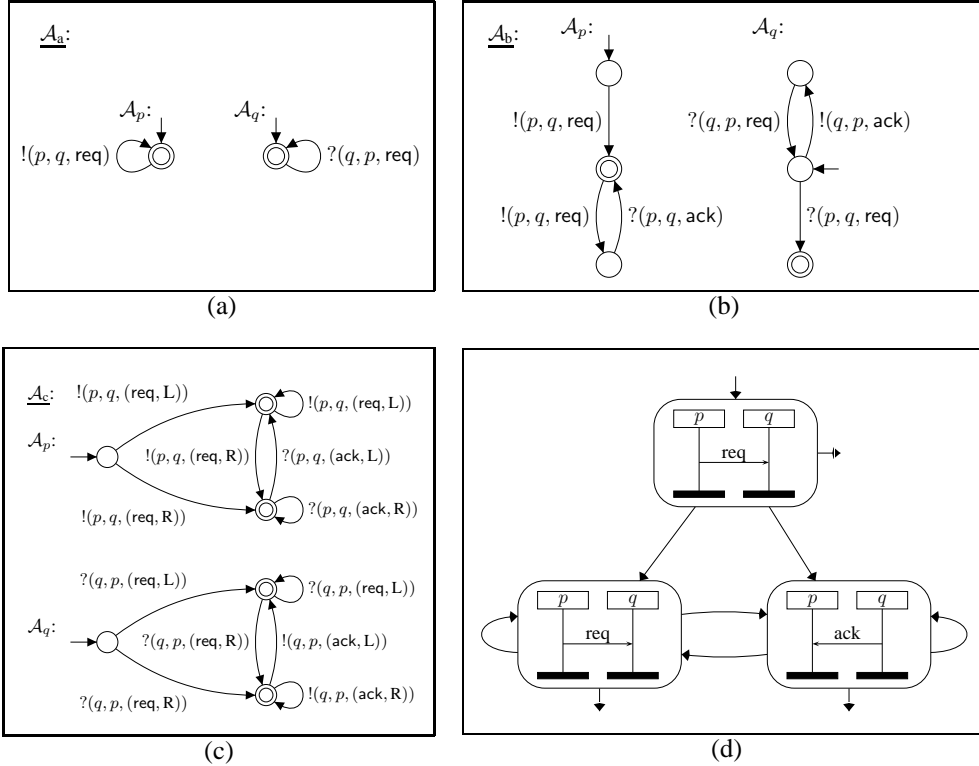 𝒜a:
𝒜p:
𝒜q:
!(p, q, req)
?(q, p, req)
(a)
𝒜b:
𝒜p:
𝒜q:
!(p, q, req)
?(q, p, req)
!(q, p, ack)
!(p, q, req)
?(p, q, ack)
?(p, q, req)
(b)
𝒜c:
!(p, q, (req, L))
!(p, q, (req, L))
𝒜p:
!(p, q, (req, R))
?(p, q, (ack, L))
!(p, q, (req, R))
?(p, q, (ack, R))
?(q, p, (req, L))
?(q, p, (req, L))
𝒜q:
?(q, p, (req, R))
!(q, p, (ack, L))
?(q, p, (req, R))
!(q, p, (ack, R))
(c)
p
q
req
p
q
req
p
q
ack
(d)